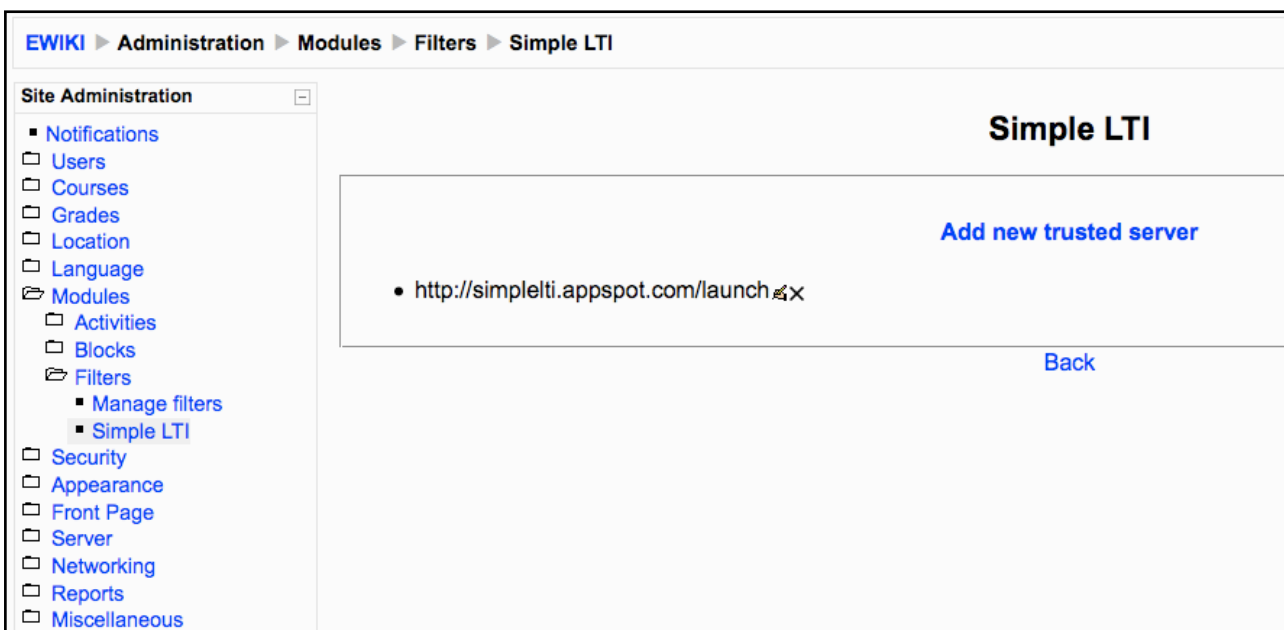 EWIKI ▶ Administration ▶ Modules ▶ Filters ▶ Simple LTI
Site Administration
Notifications
Users
Courses
Grades
Location
Language
Modules
Activities
Blocks
Filters
Manage filters
Simple LTI
Security
Appearance
Front Page
Server
Networking
Reports
Miscellaneous
Simple LTI
Add new trusted server
• http://simplelti.appspot.com/launch
Back